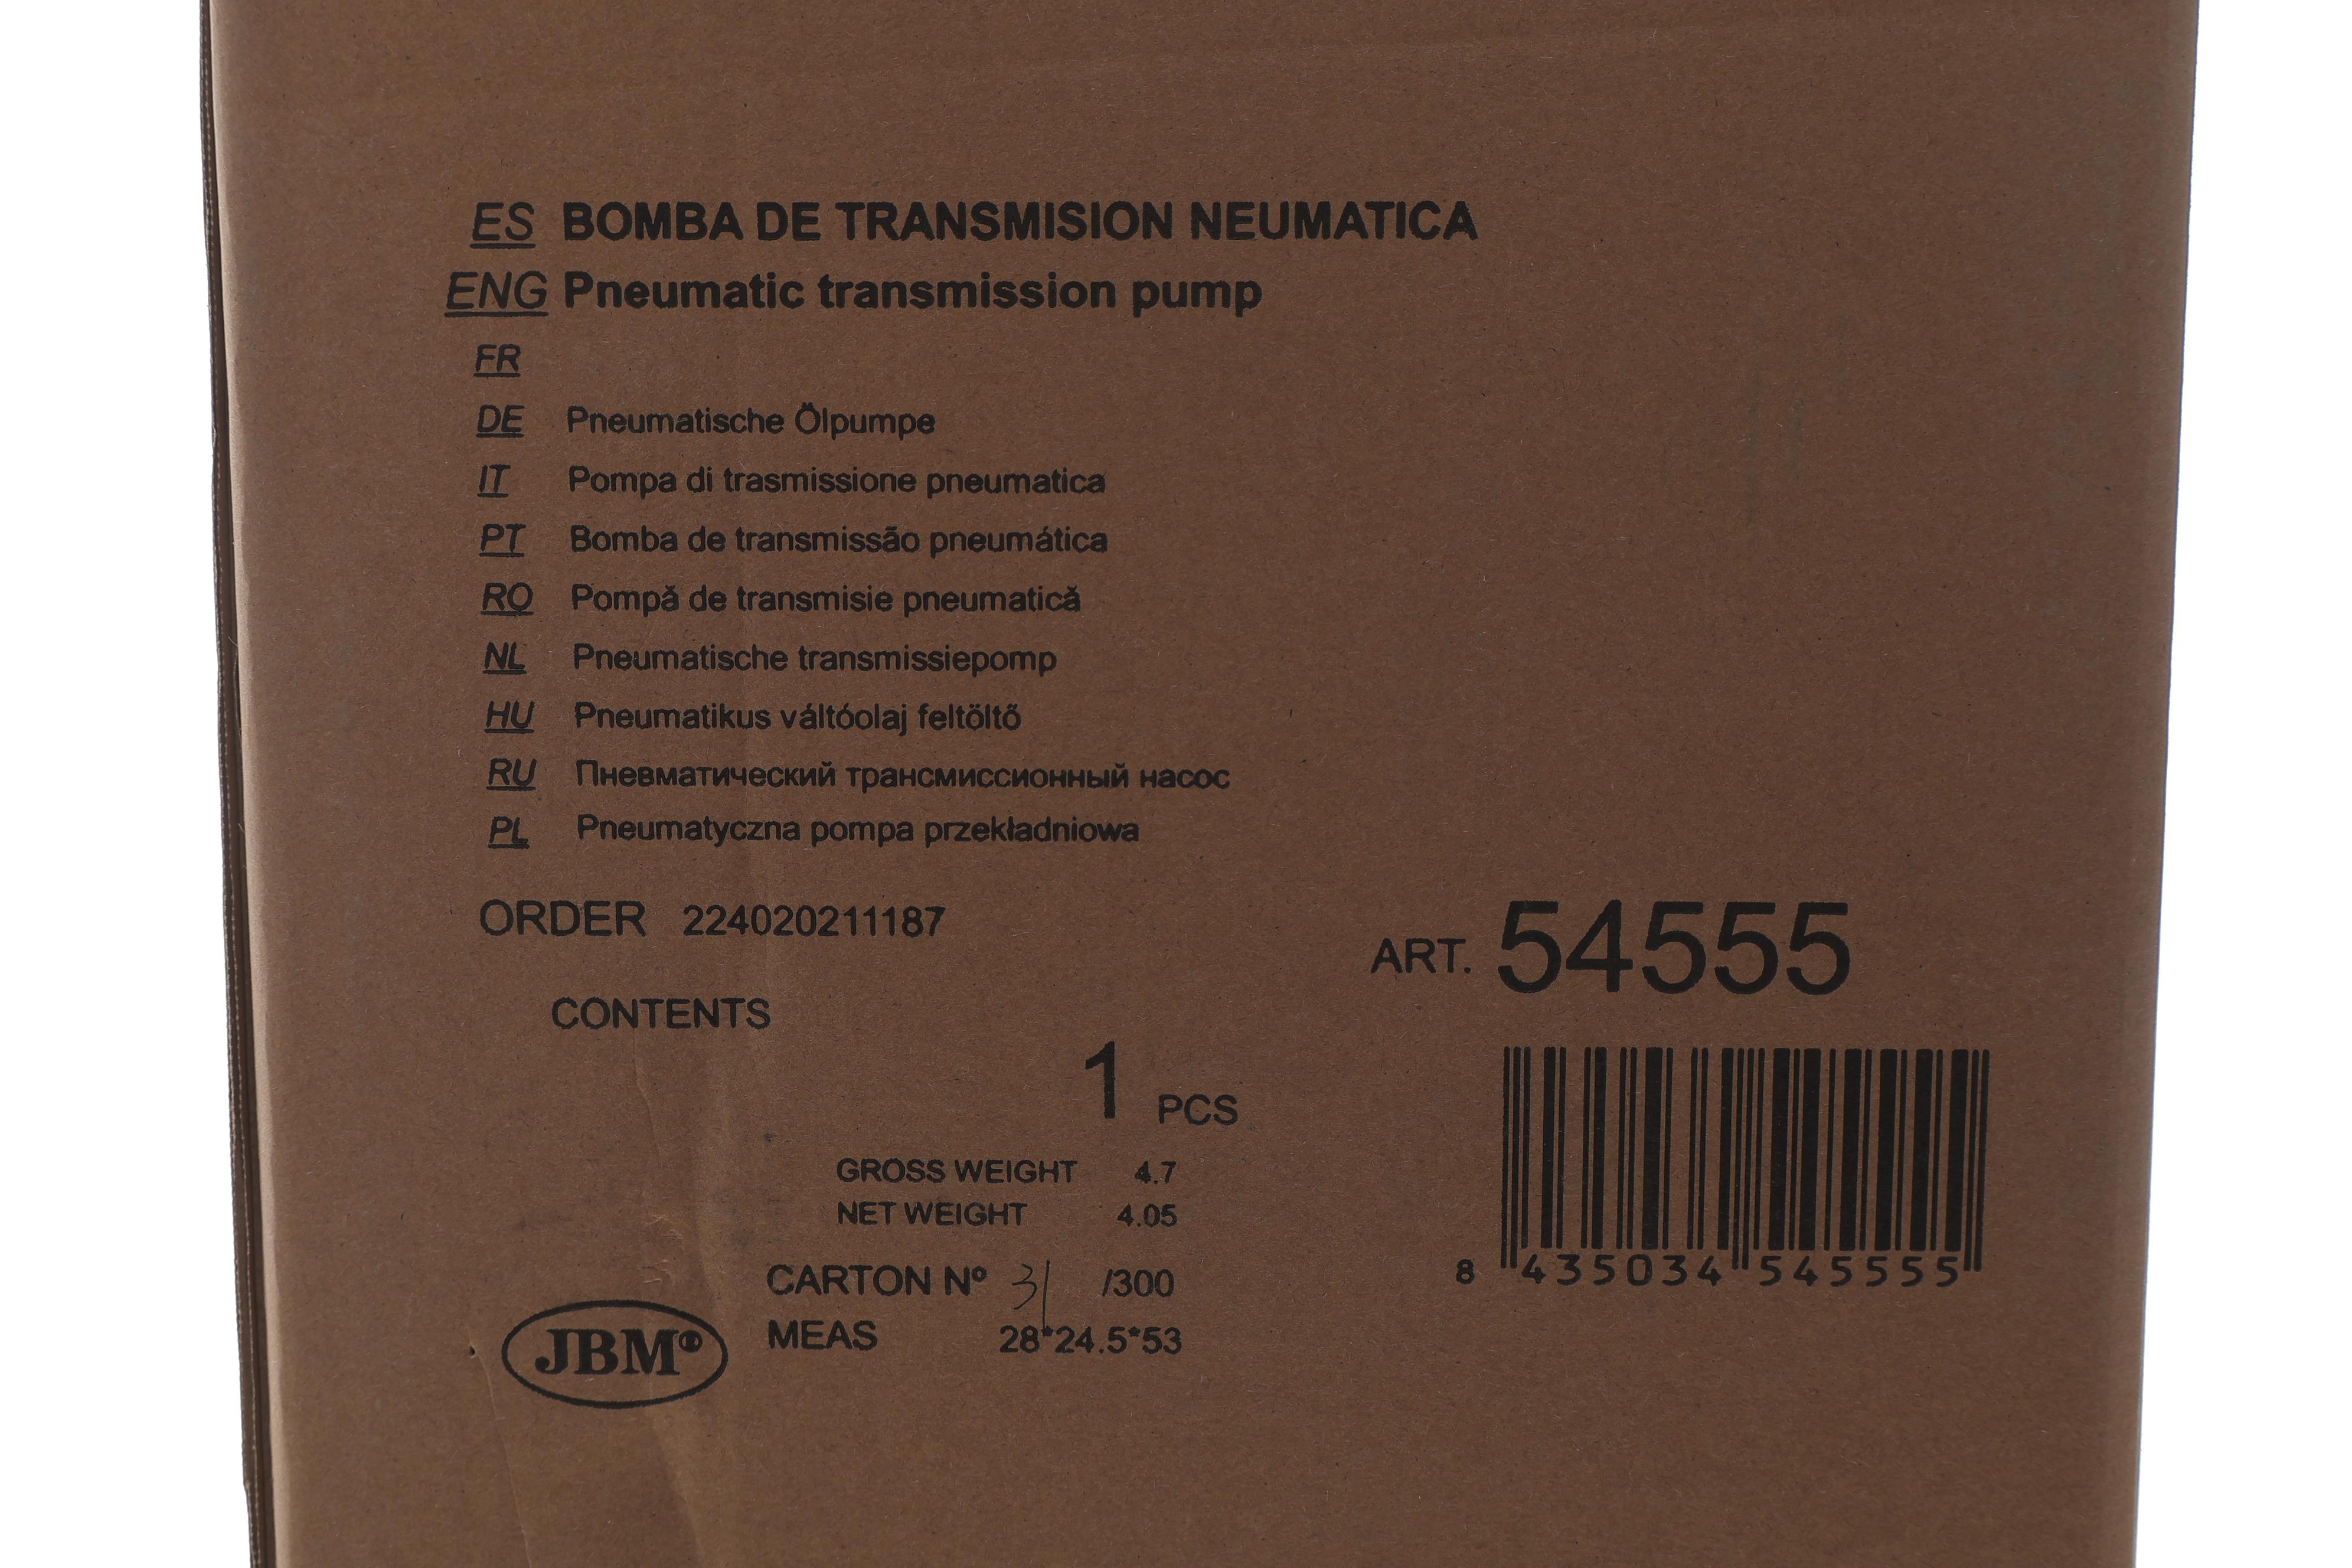 ES BOMBA DE TRANSMISION NEUMATICA
ENG Pneumatic transmission pump
FR
DE Pneumatische Ölpumpe
IT Pompa di trasmissione pneumatica
PT Bomba de transmissão pneumática
RO Pompă de transmisie pneumatică
NL Pneumatische transmissiepomp
HU Pneumatikus váltóolaj feltöltő
RU Пневматический трансмиссионный насос
PL Pneumatyczna pompa przekładniowa
ORDER 224020211187
ART. 54555
CONTENTS
1 PCS
GROSS WEIGHT 4.7
NET WEIGHT 4.05
CARTON Nº 31 /300
MEAS 28*24.5*53
JBM®
8 435034 545555